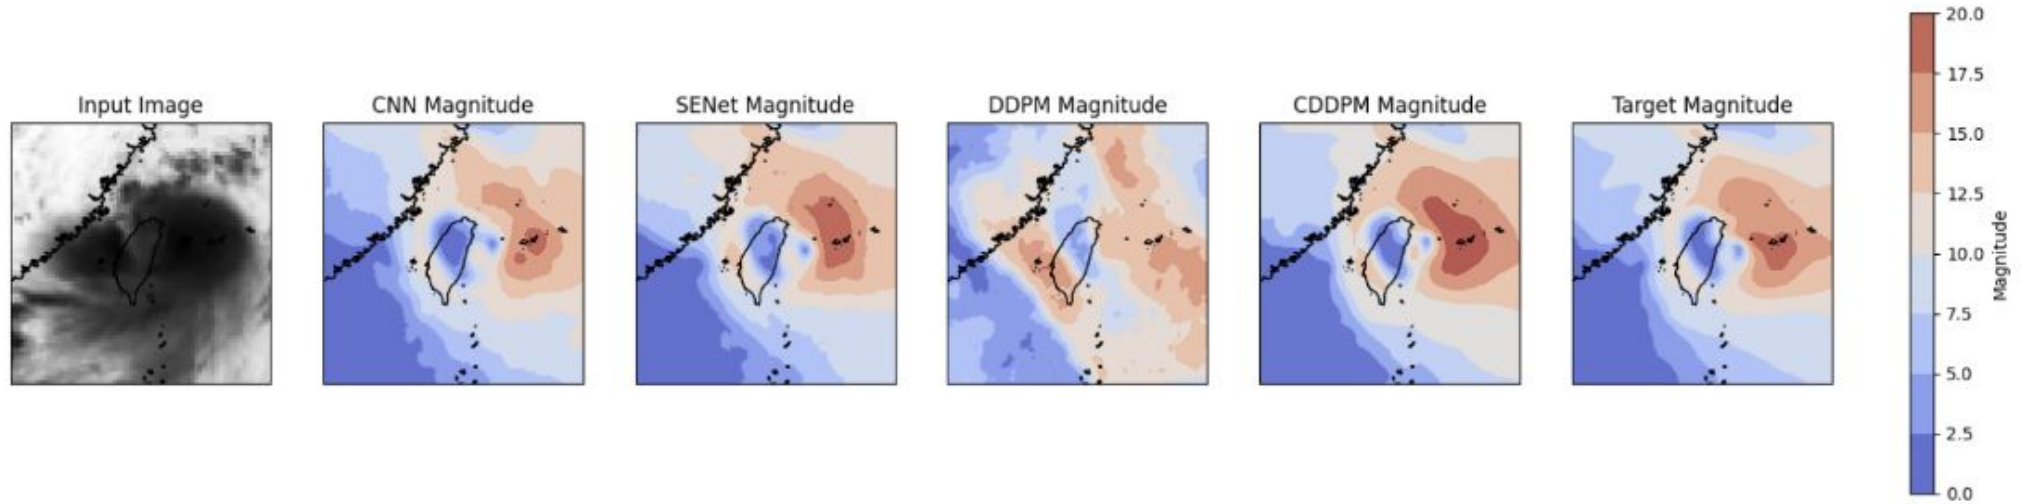 Input Image
CNN Magnitude
SENet Magnitude
DDPM Magnitude
CDDPM Magnitude
Target Magnitude
20.0
17.5
15.0
12.5
10.0
7.5
5.0
2.5
0.0
Magnitude